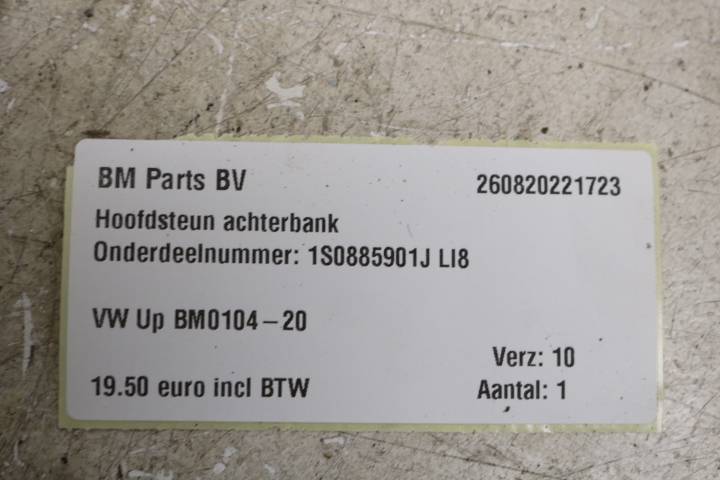 BM Parts BV 260820221723
Hoofdsteun achterbank
Onderdeelnummer: 1S0885901J LI8
VW Up BM0104-20
Verz: 10
19.50 euro incl BTW Aantal: 1